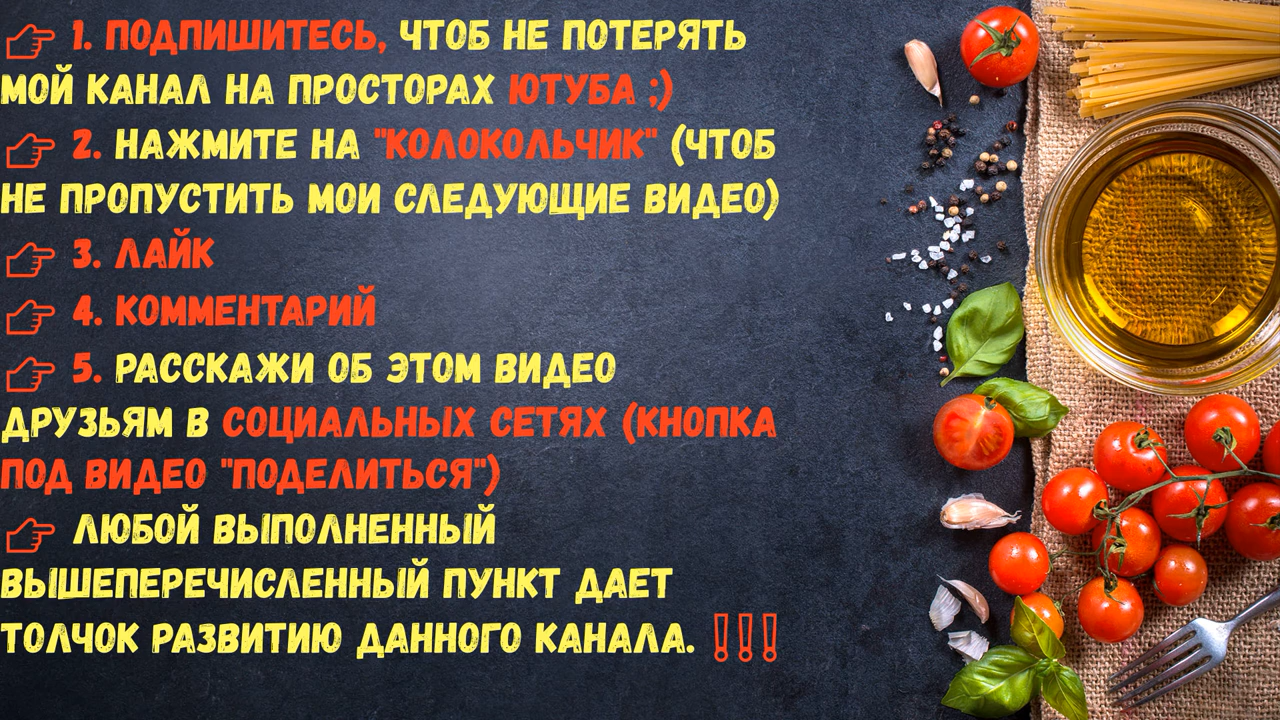 👉 1. ПОДПИШИТЕСЬ, ЧТОБ НЕ ПОТЕРЯТЬ
МОЙ КАНАЛ НА ПРОСТОРАХ ЮТУБА ;)
👉 2. НАЖМИТЕ НА "КОЛОКОЛЬЧИК" (ЧТОБ
НЕ ПРОПУСТИТЬ МОИ СЛЕДУЮЩИЕ ВИДЕО)
👉 3. ЛАЙК
👉 4. КОММЕНТАРИЙ
👉 5. РАССКАЖИ ОБ ЭТОМ ВИДЕО
ДРУЗЬЯМ В СОЦИАЛЬНЫХ СЕТЯХ (КНОПКА
ПОД ВИДЕО "ПОДЕЛИТЬСЯ")
👉 ЛЮБОЙ ВЫПОЛНЕННЫЙ
ВЫШЕПЕРЕЧИСЛЕННЫЙ ПУНКТ ДАЕТ
ТОЛЧОК РАЗВИТИЮ ДАННОГО КАНАЛА. ❗❗❗